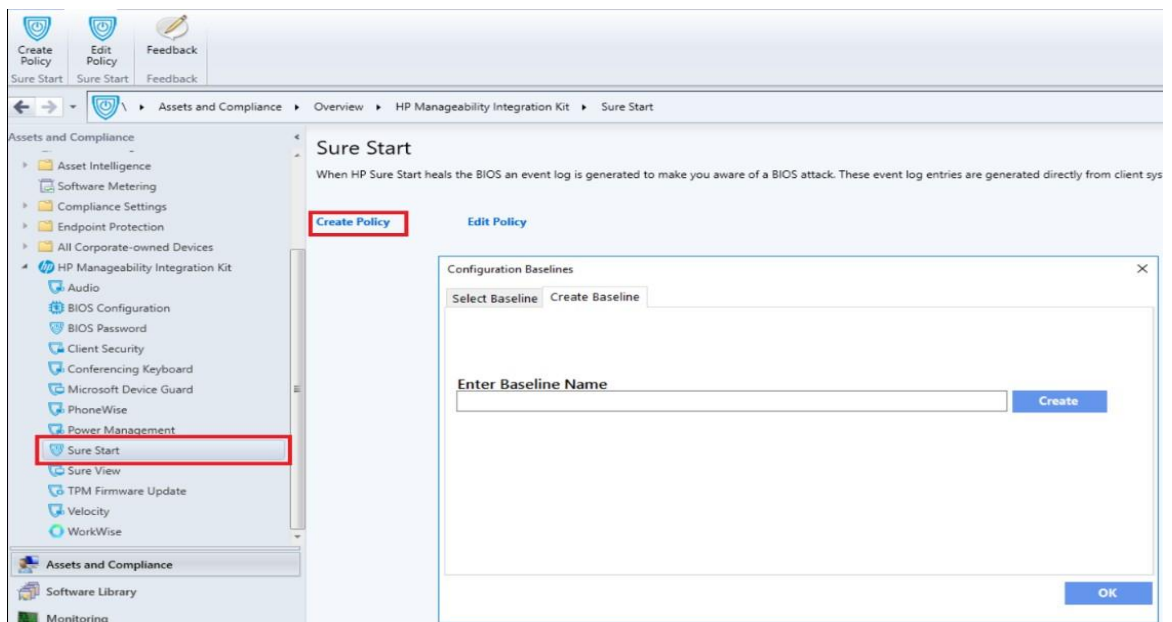 Create Policy
Edit Policy
Feedback
Sure Start
Sure Start
Feedback
\ Assets and Compliance Overview HP Manageability Integration Kit Sure Start
Assets and Compliance
Asset Intelligence
Software Metering
Compliance Settings
Endpoint Protection
All Corporate-owned Devices
HP Manageability Integration Kit
Audio
BIOS Configuration
BIOS Password
Client Security
Conferencing Keyboard
Microsoft Device Guard
PhoneWise
Power Management
Sure Start
Sure View
TPM Firmware Update
Velocity
WorkWise
Assets and Compliance
Software Library
Monitoring
Sure Start
When HP Sure Start heals the BIOS an event log is generated to make you aware of a BIOS attack. These event log entries are generated directly from client sys
Create Policy Edit Policy
Configuration Baselines
Select Baseline Create Baseline
Enter Baseline Name
Create
OK